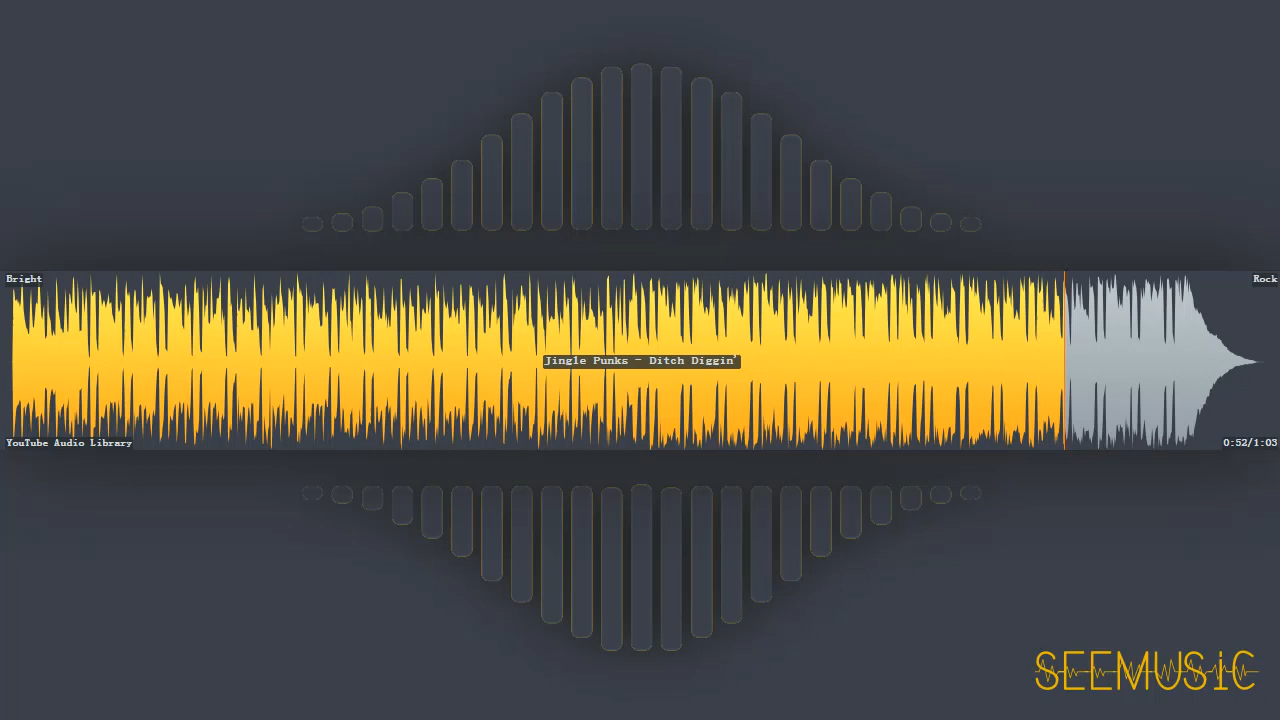 Bright
Rock
Jingle Punks - Ditch Diggin'
YouTube Audio Library
0:52/1:03
SEEMUSiC